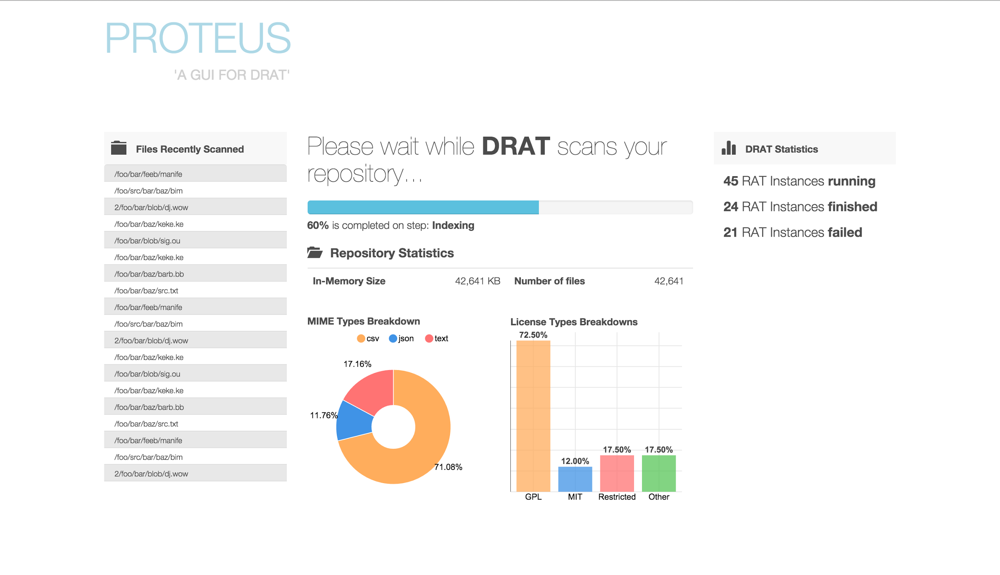 PROTEUS
'A GUI FOR DRAT'
Files Recently Scanned
/foo/bar/feeb/manife
/foo/src/bar/baz/bim
2/foo/bar/blob/dj.wow
/foo/bar/baz/keke.ke
/foo/bar/blob/sig.ou
/foo/bar/baz/keke.ke
/foo/bar/baz/barb.bb
/foo/bar/baz/src.txt
/foo/bar/feeb/manife
/foo/src/bar/baz/bim
2/foo/bar/blob/dj.wow
/foo/bar/baz/keke.ke
/foo/bar/blob/sig.ou
/foo/bar/baz/keke.ke
/foo/bar/baz/barb.bb
/foo/bar/baz/src.txt
/foo/bar/feeb/manife
/foo/src/bar/baz/bim
2/foo/bar/blob/dj.wow
Please wait while DRAT scans your
repository...
60% is completed on step: Indexing
Repository Statistics
In-Memory Size 42,641 KB Number of files 42,641
MIME Types Breakdown
csv json text
17.16%
11.76%
71.08%
License Types Breakdowns
72.50%
12.00%
17.50%
17.50%
GPL MIT Restricted Other
DRAT Statistics
45 RAT Instances running
24 RAT Instances finished
21 RAT Instances failed